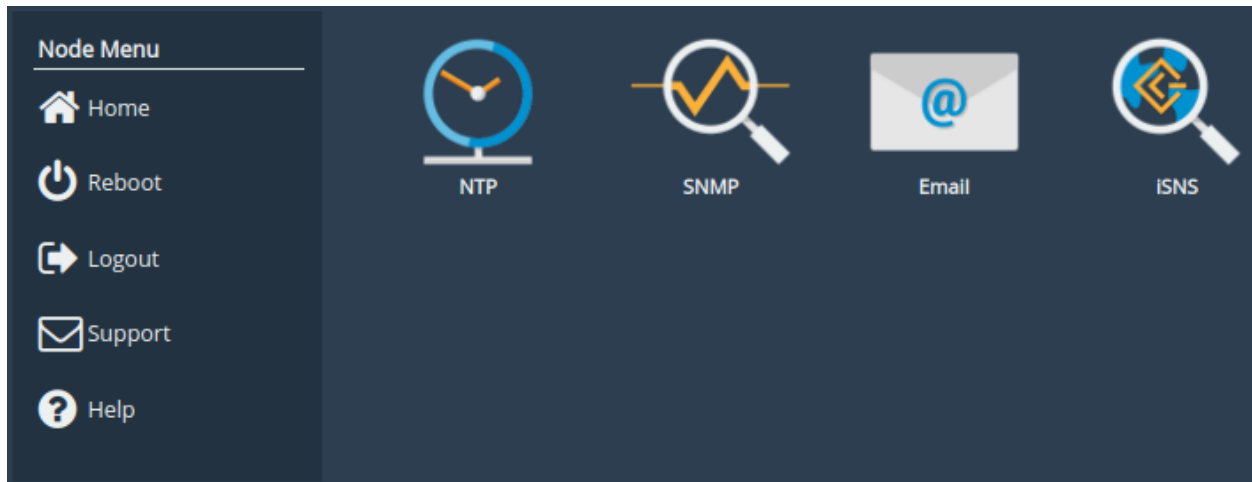 Node Menu
Home
Reboot
Logout
Support
Help
NTP
SNMP
@
Email
iSNS